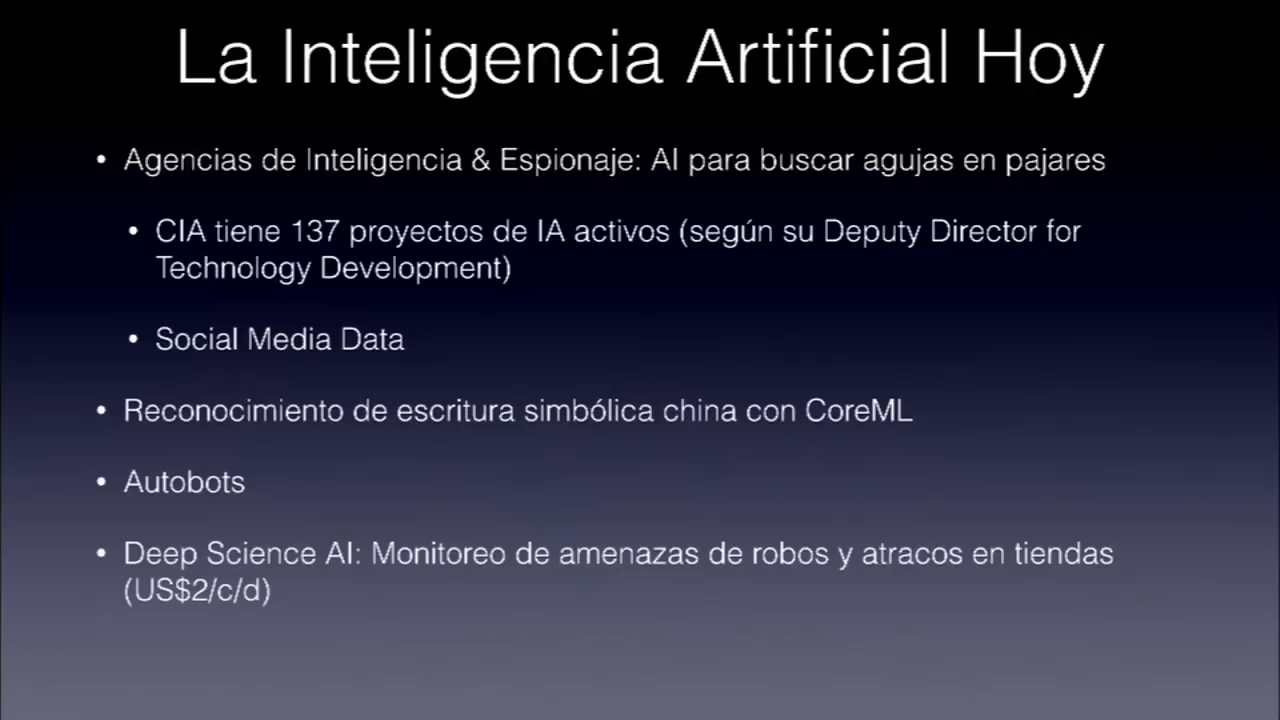 La Inteligencia Artificial Hoy
• Agencias de Inteligencia & Espionaje: AI para buscar agujas en pajares
• CIA tiene 137 proyectos de IA activos (según su Deputy Director for
Technology Development)
• Social Media Data
• Reconocimiento de escritura simbólica china con CoreML
• Autobots
• Deep Science AI: Monitoreo de amenazas de robos y atracos en tiendas
(US$2/c/d)